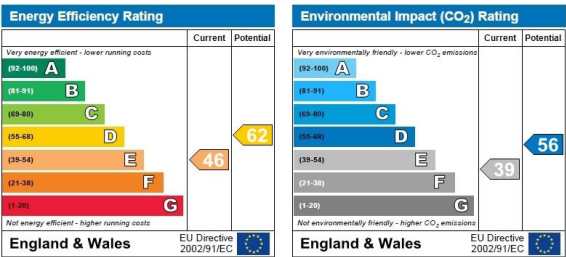 Energy Efficiency Rating
Current Potential
Very energy efficient - lower running costs
(92-100) A
(81-91) B
(69-80) C
(55-68) D
(39-54) E
(21-38) F
(1-20) G
46
62
Not energy efficient - higher running costs
England & Wales
EU Directive
2002/91/EC
Environmental Impact (CO2) Rating
Current Potential
Very environmentally friendly - lower CO2 emissions
(92-100) A
(81-91) B
(69-80) C
(55-68) D
(39-54) E
(21-38) F
(1-20) G
39
56
Not environmentally friendly - higher CO2 emissions
England & Wales
EU Directive
2002/91/EC